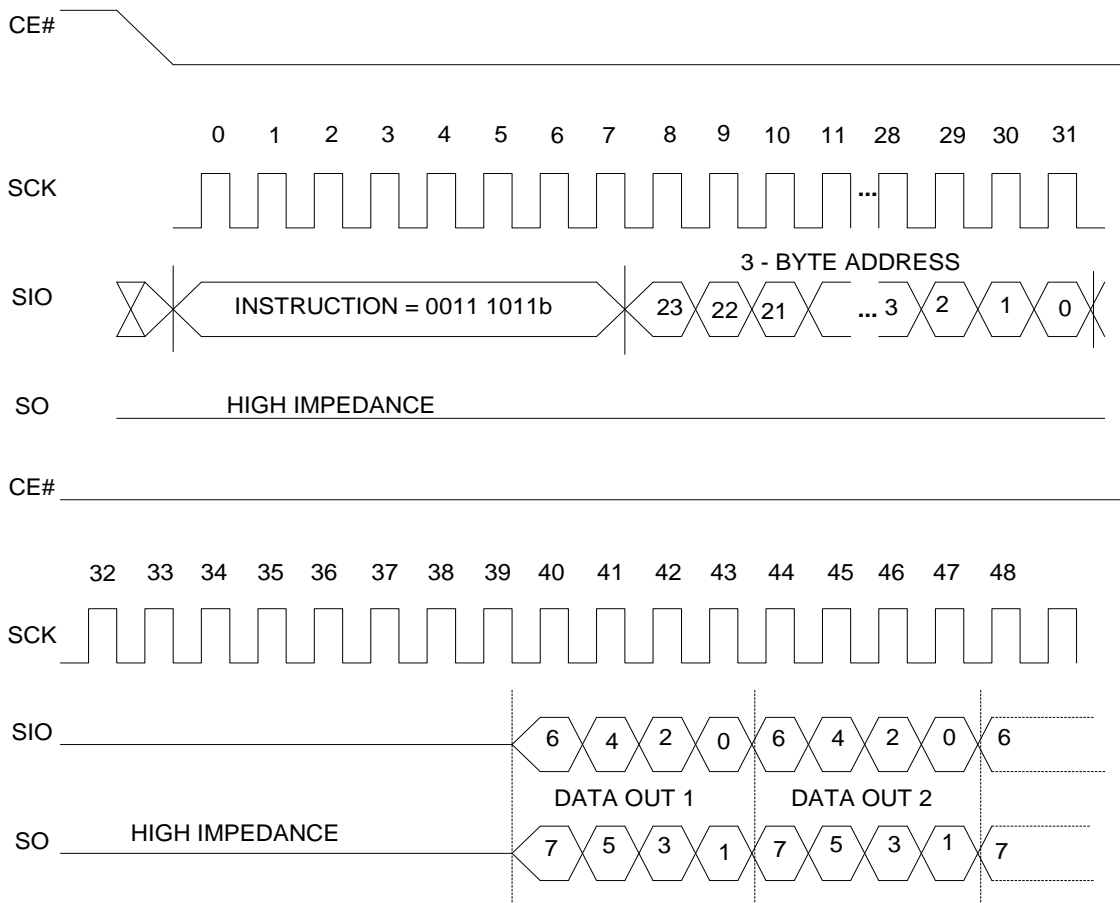 CE#
0 1 2 3 4 5 6 7 8 9 10 11 28 29 30 31
SCK ...
3 - BYTE ADDRESS
SIO INSTRUCTION = 0011 1011b 23 22 21 ... 3 2 1 0
SO HIGH IMPEDANCE
CE#
32 33 34 35 36 37 38 39 40 41 42 43 44 45 46 47 48
SCK
SIO 6 4 2 0 6 4 2 0 6
DATA OUT 1 DATA OUT 2
SO HIGH IMPEDANCE 7 5 3 1 7 5 3 1 7